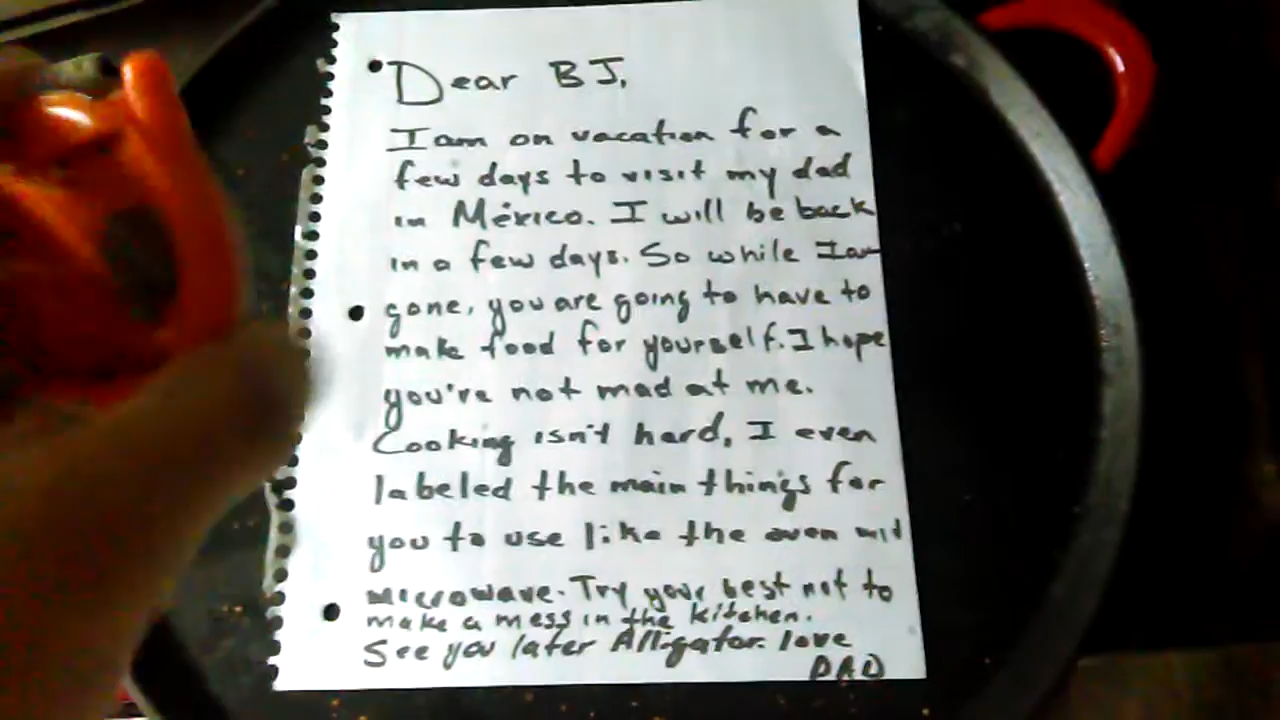 Dear BJ,
I am on vacation for a
few days to visit my dad
in México. I will be back
in a few days. So while I am
gone, you are going to have to
make food for yourself. I hope
you're not mad at me.
Cooking isn't hard, I even
labeled the main things for
you to use like the oven
microwave. Try your best not to
make a mess in the kitchen.
See you later Alligator. love
DAD